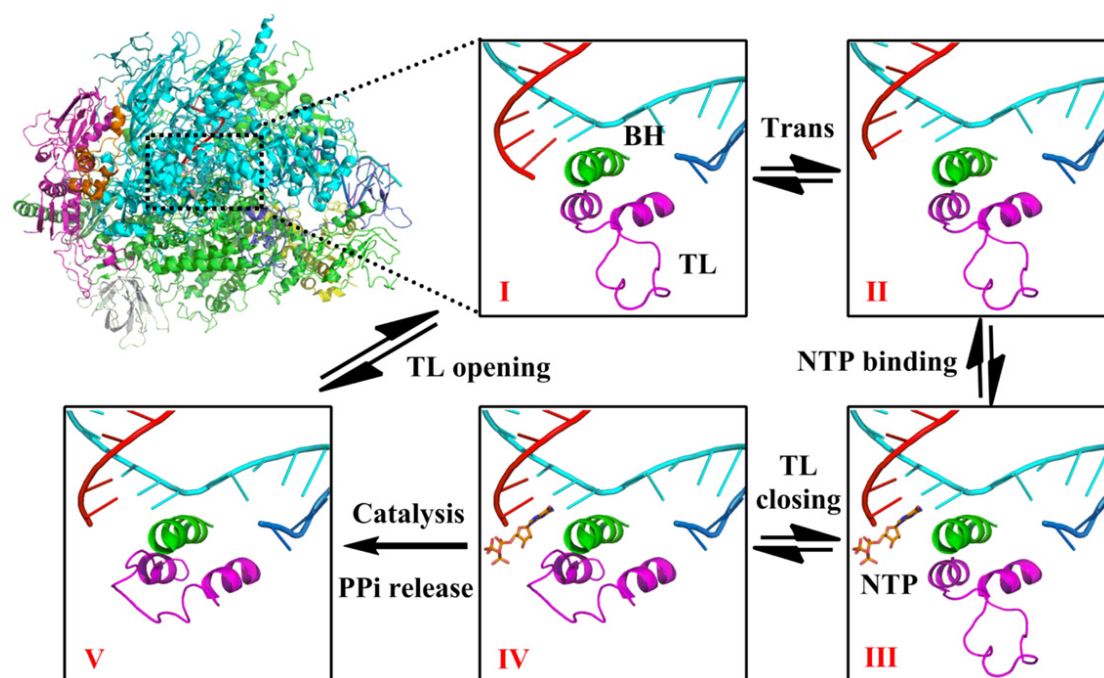 BH
TL
I
Trans
II
TL opening
NTP binding
V
Catalysis
PPi release
IV
TL
closing
NTP
III